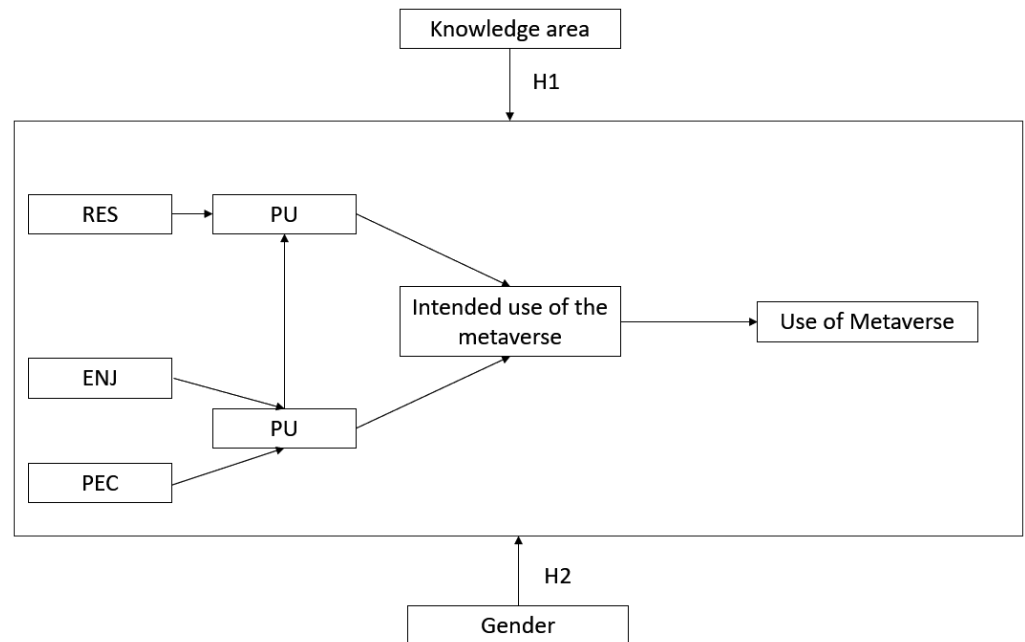 Knowledge area
H1
RES
PU
Intended use of the
metaverse
Use of Metaverse
ENJ
PU
PEC
H2
Gender